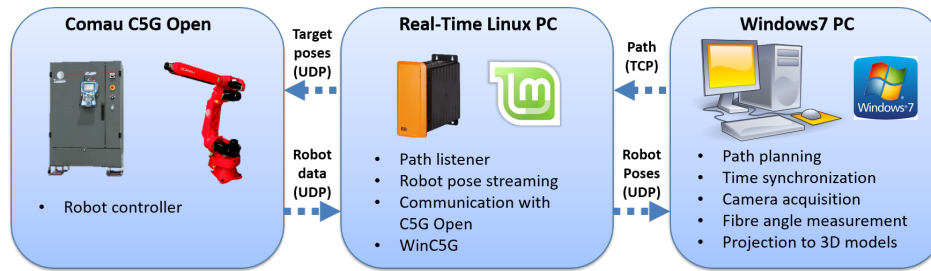 Comau C5G Open
Robot controller
Target
poses
(UDP)
Robot
data
(UDP)
Real-Time Linux PC
Path listener
Robot pose streaming
Communication with
C5G Open
WinC5G
Path
(TCP)
Robot
Poses
(UDP)
Windows7 PC
Windows 7
Path planning
Time synchronization
Camera acquisition
Fibre angle measurement
Projection to 3D models